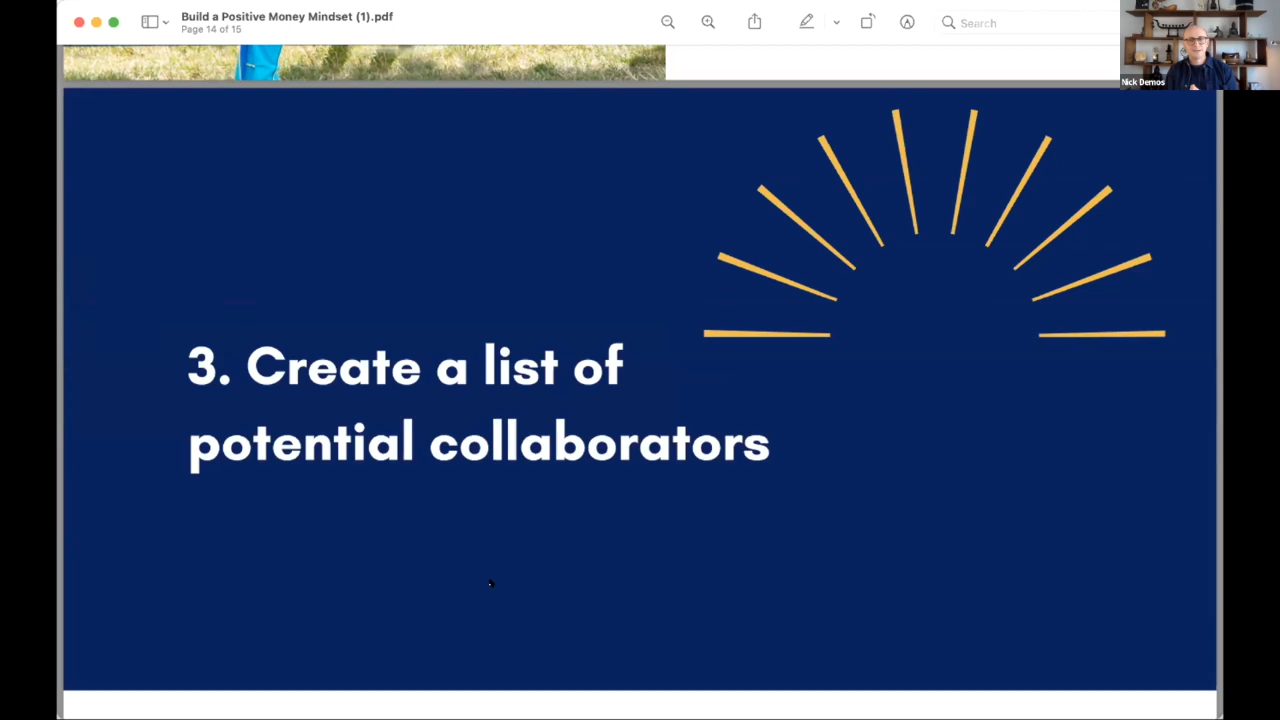 Build a Positive Money Mindset (1).pdf
Page 14 of 15
Search
Nick Demos
3. Create a list of
potential collaborators